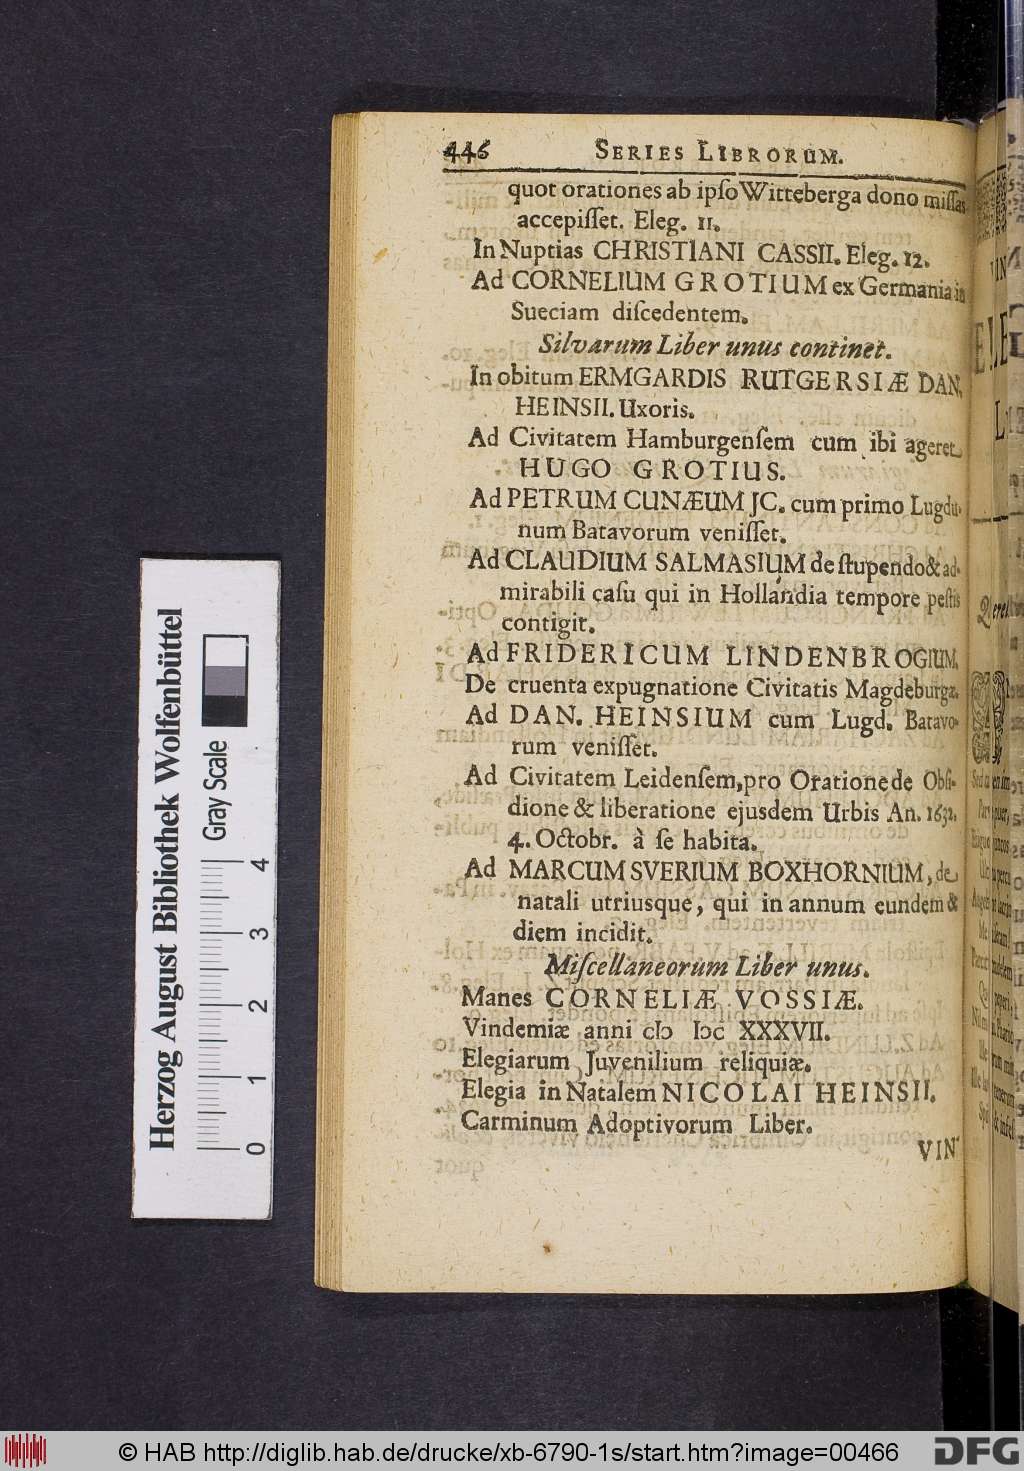 446 SERIES LIBRORUM.
quot orationes ab ipſo Witteberga dono miſſas
accepiſſet. Eleg. 11.
In Nuptias CHRISTIANI CASSII. Eleg. 12.
Ad CORNELIUM GROTIUM ex Germania in
Sueciam diſcedentem.
Silvarum Liber unus continet.
In obitum ERMGARDIS RUTGERSIÆ DAN.
HEINSII. Uxoris.
Ad Civitatem Hamburgenſem cum ibi ageret
HUGO GROTIUS.
Ad PETRUM CUNÆUM JC. cum primo Lugdu-
num Batavorum veniſſet.
Ad CLAUDIUM SALMASIUM de ſtupendo & ad-
mirabili caſu qui in Hollandia tempore peſtis
contigit.
Ad FRIDERICUM LINDENBROGIUM.
De cruenta expugnatione Civitatis Magdeburgæ.
Ad DAN. HEINSIUM cum Lugd. Batavo-
rum veniſſet.
Ad Civitatem Leidenſem, pro Oratione de Obſi-
dione & liberatione ejusdem Urbis An. 1632.
4. Octobr. à ſe habita.
Ad MARCUM SVERIUM BOXHORNIUM, de
natali utriusque, qui in annum eundem &
diem incidit.
Miſcellaneorum Liber unus.
Manes CORNELIÆ VOSSIÆ.
Vindemiæ anni cIↄ Iↄc XXXVII.
Elegiarum Juvenilium reliquiæ.
Elegia in Natalem NICOLAI HEINSII.
Carminum Adoptivorum Liber.
VIN-
Herzog August Bibliothek Wolfenbüttel
Gray Scale
0 1 2 3 4
© HAB http://diglib.hab.de/drucke/xb-6790-1s/start.htm?image=00466
DFG